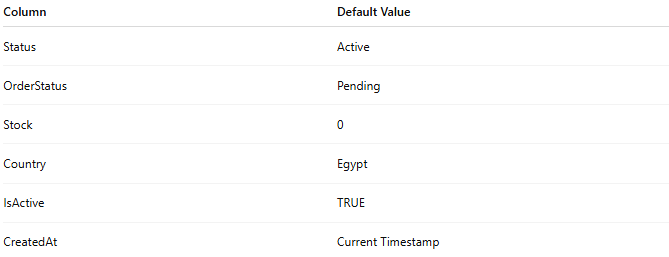 Column Default Value
Status Active
OrderStatus Pending
Stock 0
Country Egypt
IsActive TRUE
CreatedAt Current Timestamp